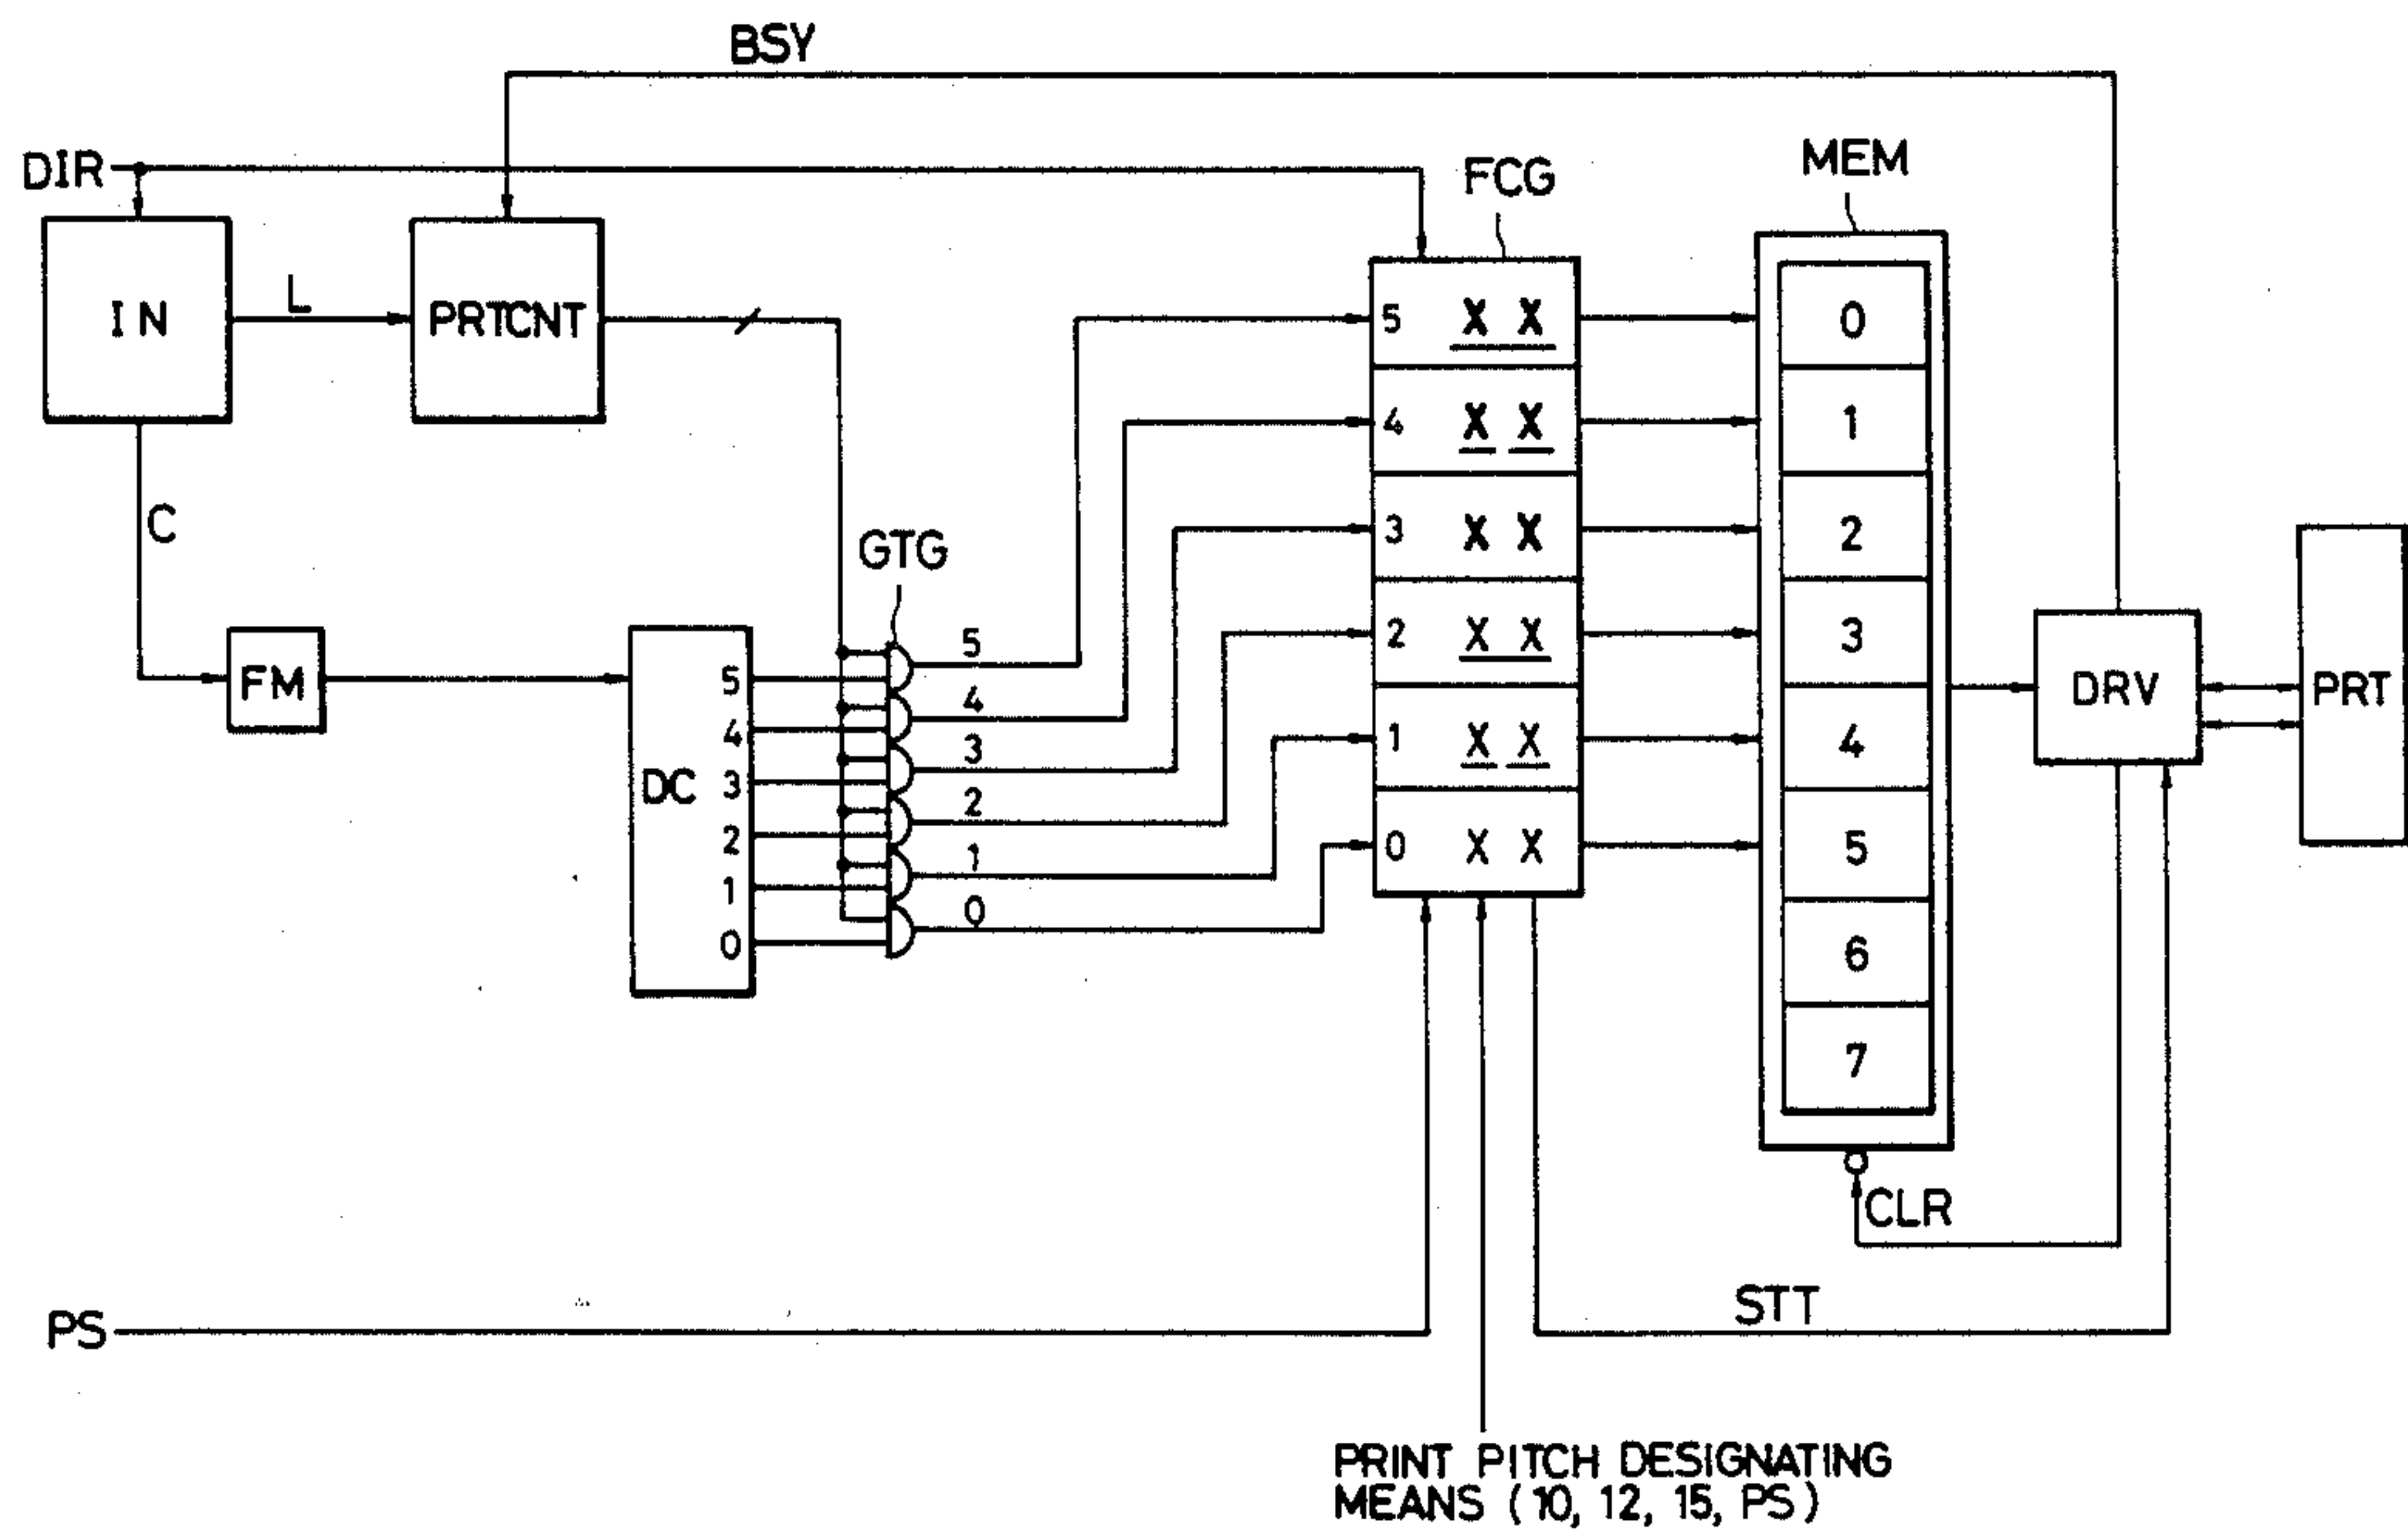 BSY
DIR
FCG
MEM
IN
L
PRTCNT
5 X X
4 X X
3 X X
2 X X
1 X X
0 X X
0
1
2
3
4
5
6
7
C
GTG
FM
DC
5
4
3
2
1
0
5
4
3
2
1
0
DRV
PRT
CLR
STT
PS
PRINT PITCH DESIGNATING
MEANS (10, 12, 15, PS)